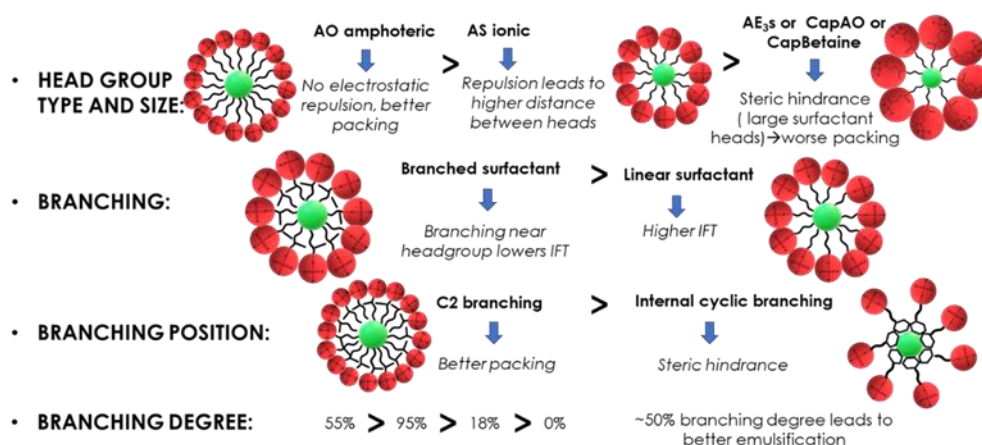 • HEAD GROUP TYPE AND SIZE:
AO amphoteric > AS ionic > AE₃s or CapAO or CapBetaine
No electrostatic repulsion, better packing
Repulsion leads to higher distance between heads
Steric hindrance ( large surfactant heads)→worse packing
• BRANCHING:
Branched surfactant > Linear surfactant
Branching near headgroup lowers IFT
Higher IFT
• BRANCHING POSITION:
C2 branching > Internal cyclic branching
Better packing
Steric hindrance
• BRANCHING DEGREE:
55% > 95% > 18% > 0%
~50% branching degree leads to better emulsification